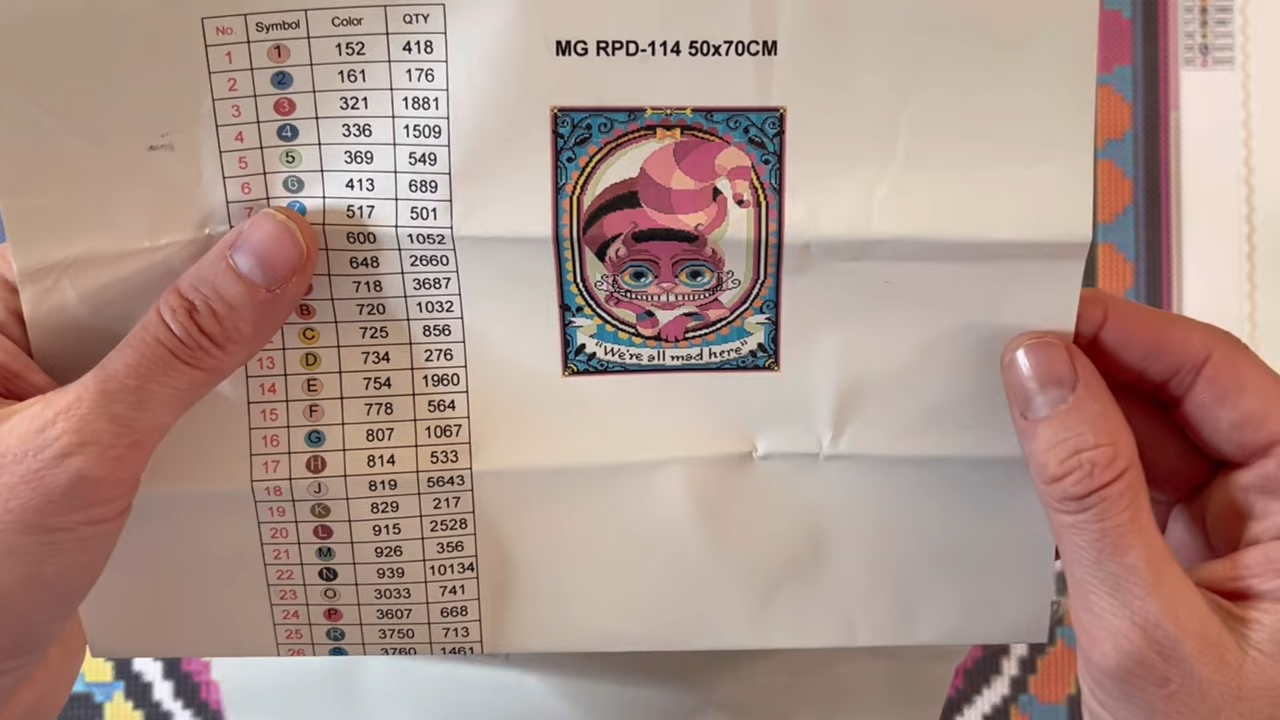 No. Symbol Color QTY
1 1 152 418
2 2 161 176
3 3 321 1881
4 4 336 1509
5 5 369 549
6 6 413 689
7 7 517 501
600 1052
648 2660
718 3687
B 720 1032
C 725 856
13 D 734 276
14 E 754 1960
15 F 778 564
16 G 807 1067
17 H 814 533
18 J 819 5643
19 K 829 217
20 L 915 2528
21 M 926 356
22 N 939 10134
23 O 3033 741
24 P 3607 668
25 R 3750 713
26 S 3760 1461
MG RPD-114 50x70CM
"We're all mad here"